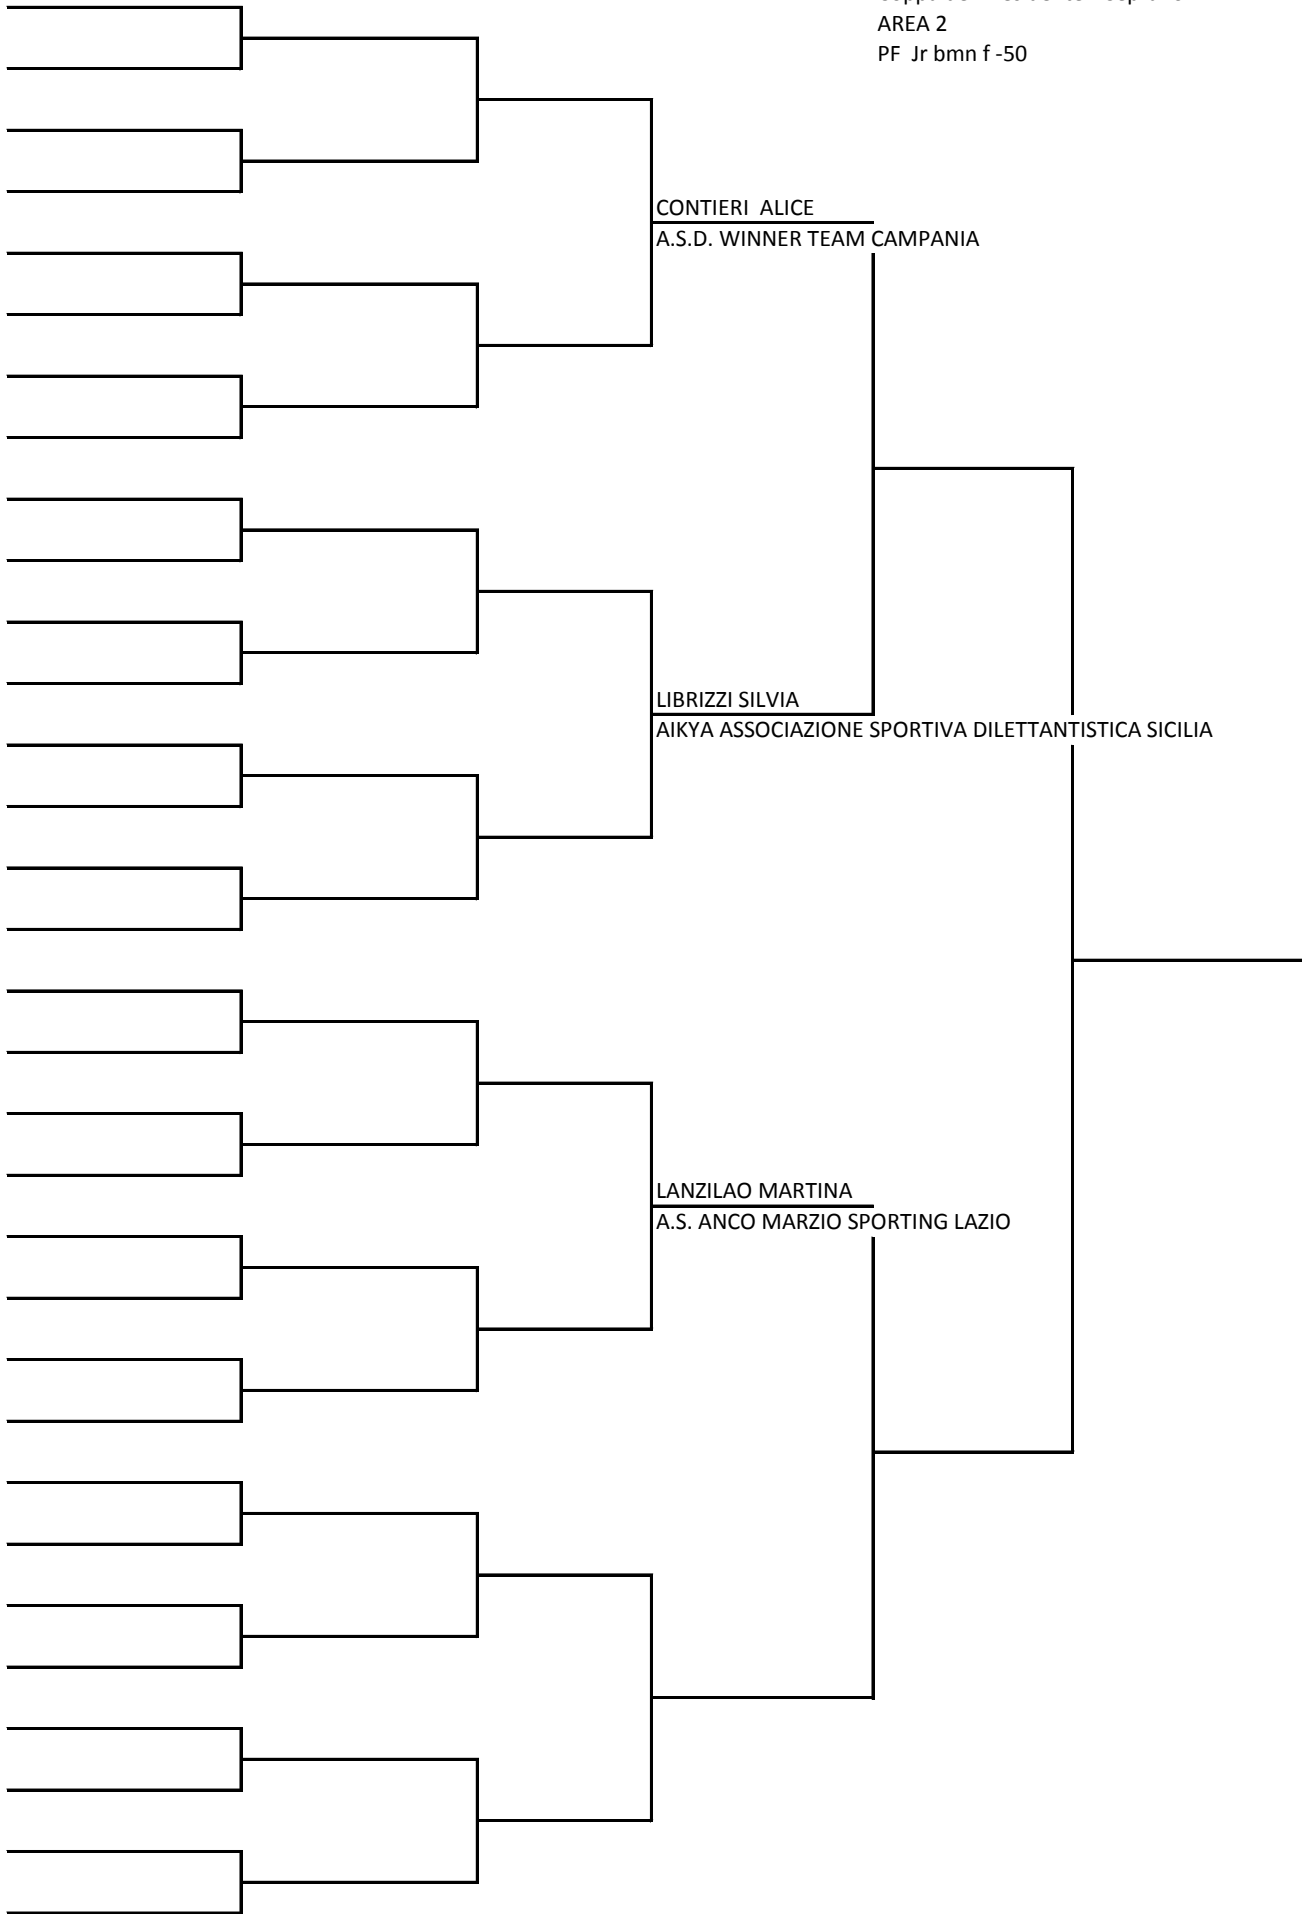 AREA 2
PF Jr bmn f -50
CONTIERI ALICE
A.S.D. WINNER TEAM CAMPANIA
LIBRIZZI SILVIA
AIKYA ASSOCIAZIONE SPORTIVA DILETTANTISTICA SICILIA
LANZILAO MARTINA
A.S. ANCO MARZIO SPORTING LAZIO